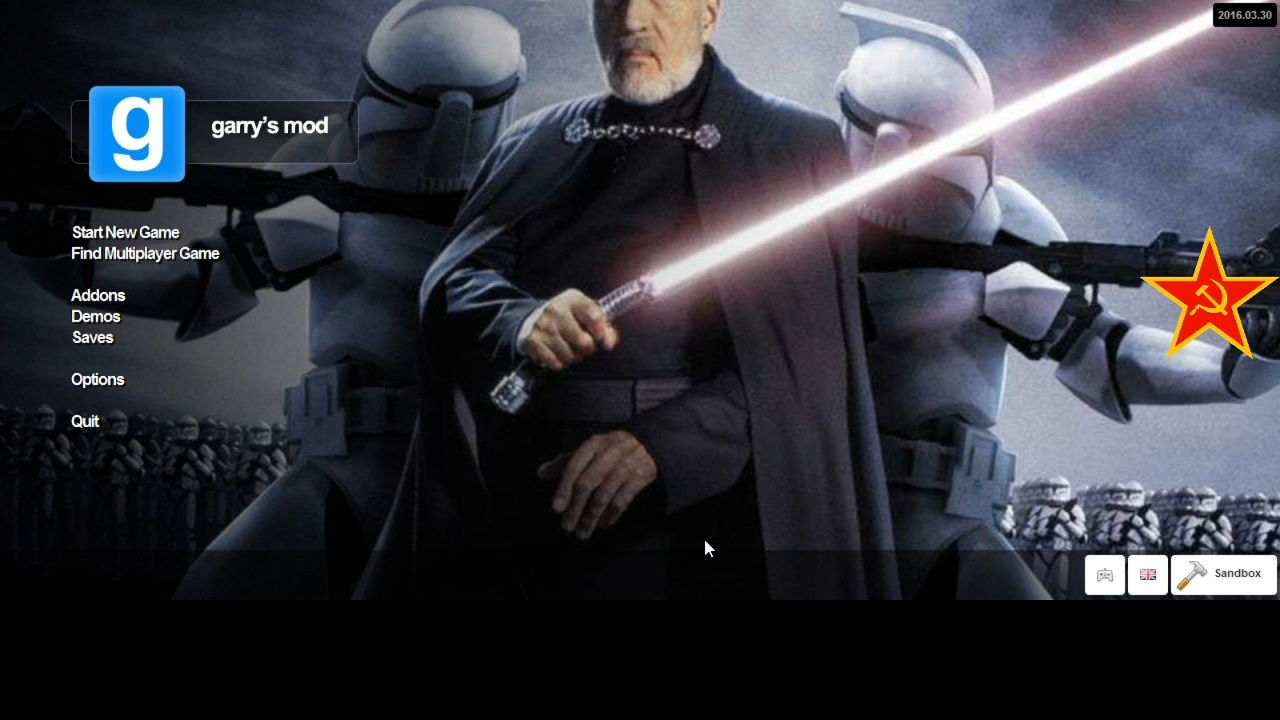 2016.03.30
g
garry's mod
Start New Game
Find Multiplayer Game
Addons
Demos
Saves
Options
Quit
Sandbox